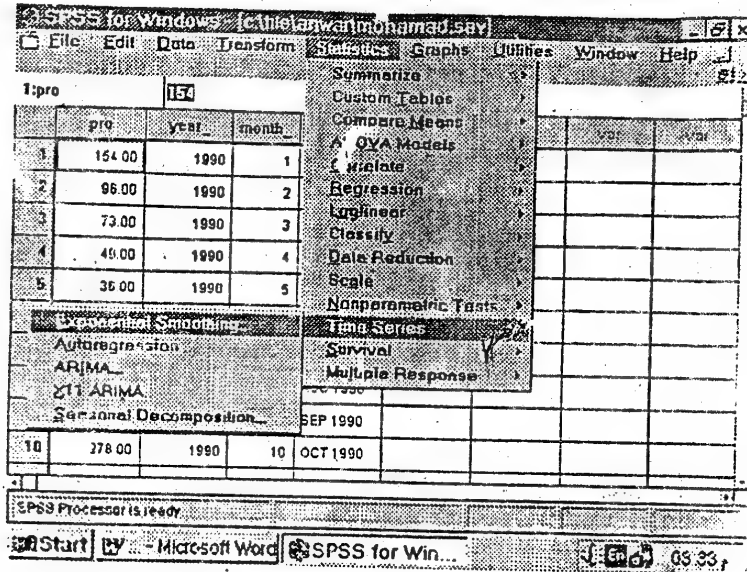 SPSS for Windows - [c:\hie\anwar\mohamad.sav]
File Edit Data Transform Statistics Graphs Utilities Window Help
1:pro 154
pro year_ month_ var var
1 154.00 1990 1
2 96.00 1990 2
3 73.00 1990 3
4 49.00 1990 4
5 36.00 1990 5
Summarize
Custom Tables
Compare Means
ANOVA Models
Correlate
Regression
Loglinear
Classify
Data Reduction
Scale
Nonparametric Tests
Time Series
Survival
Multiple Response
Exponential Smoothing...
Autoregression
ARIMA...
X11 ARIMA
Seasonal Decomposition...
SEP 1990
10 278.00 1990 10 OCT 1990
SPSS Processor is ready
Start W ... - Microsoft Word SPSS for Win... En 03:33